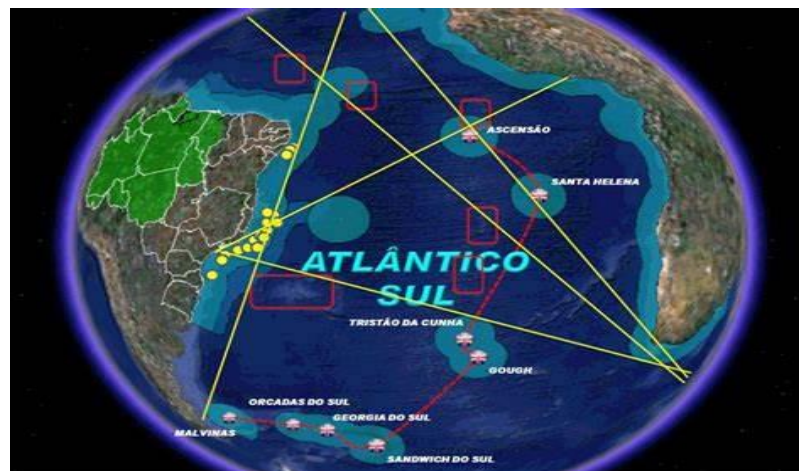 ASCENSÃO
SANTA HELENA
ATLÂNTICO
SUL
TRISTÃO DA CUNHA
GOUGH
ORCADAS DO SUL
GEORGIA DO SUL
MALVINAS
SANDWICH DO SUL